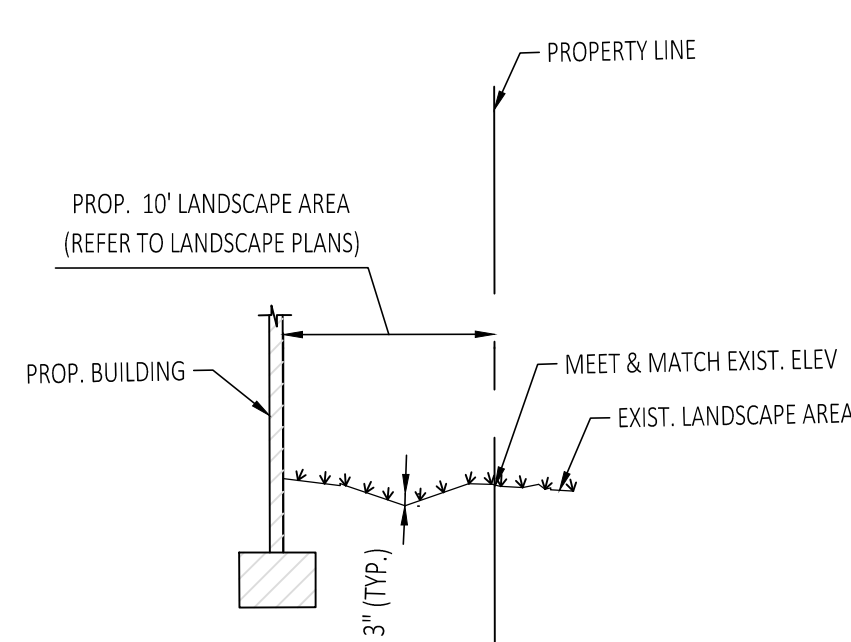 PROPERTY LINE
PROP. 10' LANDSCAPE AREA
(REFER TO LANDSCAPE PLANS)
PROP. BUILDING
MEET & MATCH EXIST. ELEV
EXIST. LANDSCAPE AREA
3" (TYP.)